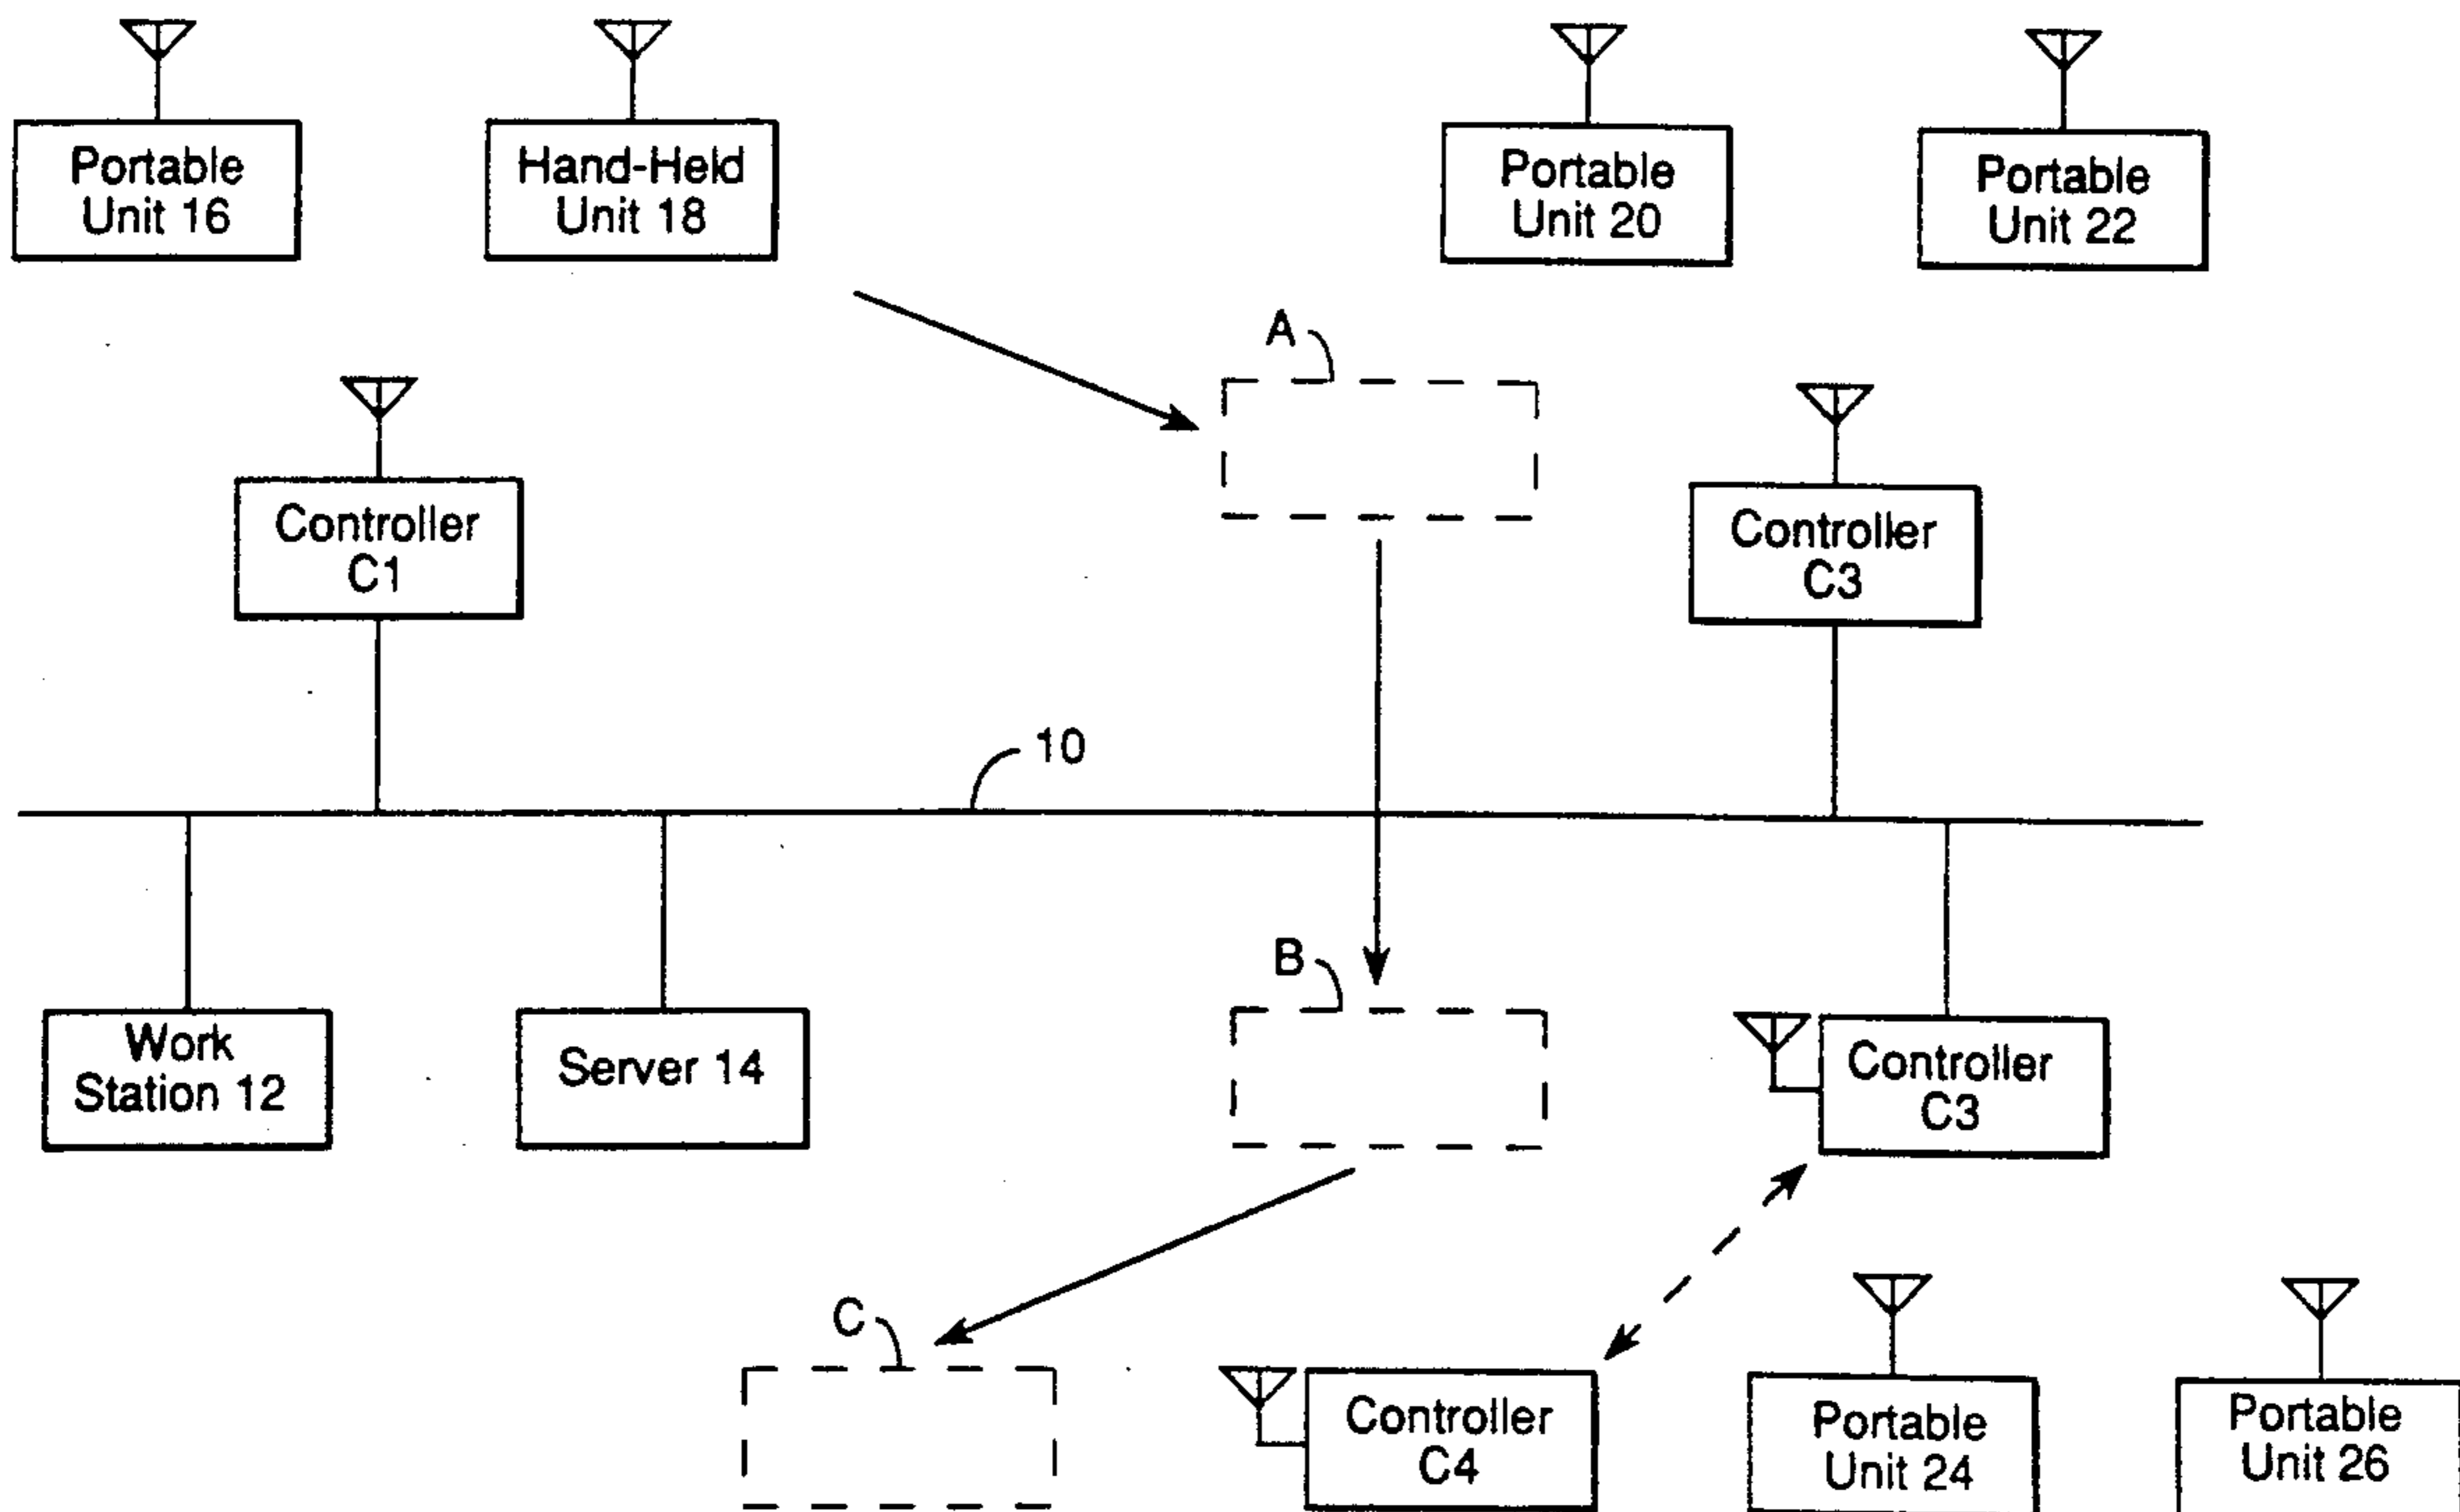 Portable
Unit 16
Hand-Held
Unit 18
Portable
Unit 20
Portable
Unit 22
A
Controller
C1
Controller
C3
10
B
Work
Station 12
Server 14
Controller
C3
C
Controller
C4
Portable
Unit 24
Portable
Unit 26